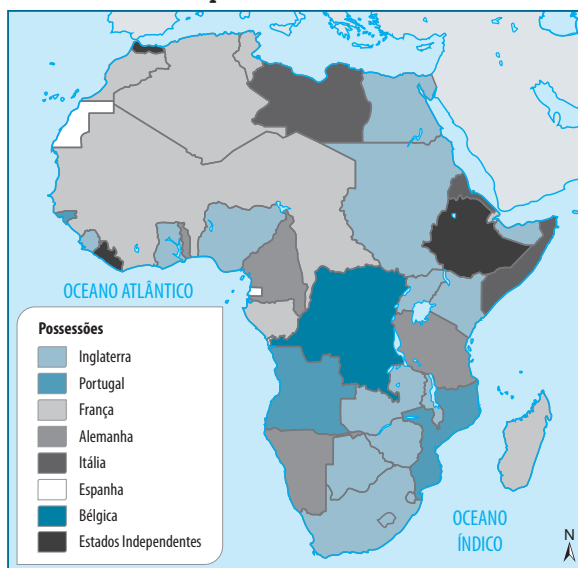 OCEANO ATLÂNTICO
Possessões
Inglaterra
Portugal
França
Alemanha
Itália
Espanha
Bélgica
Estados Independentes
OCEANO
ÍNDICO
N